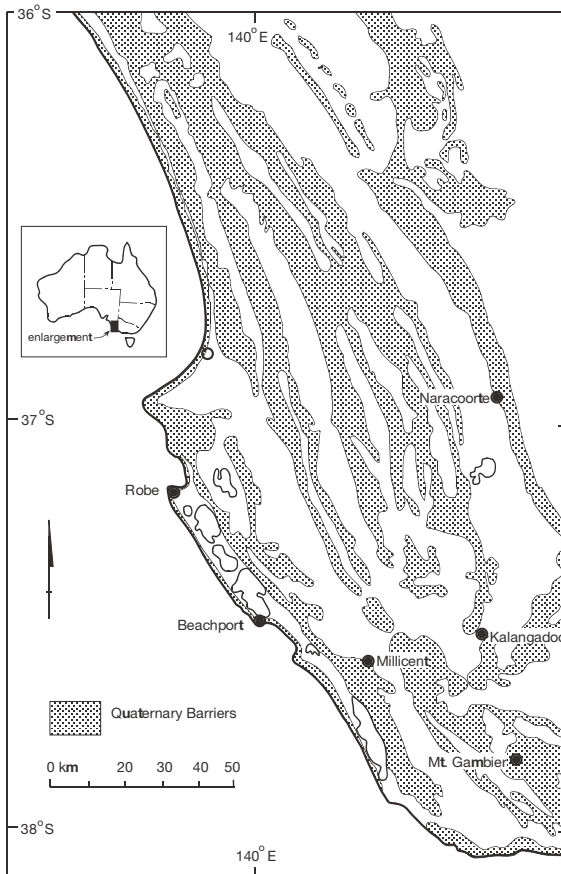 36°S
140°E
enlargement
Naracoorte
37°S
Robe
Beachport
Kalangadoo
Millicent
Quaternary Barriers
Mt. Gambier
0 km 20 30 40 50
38°S
140°E